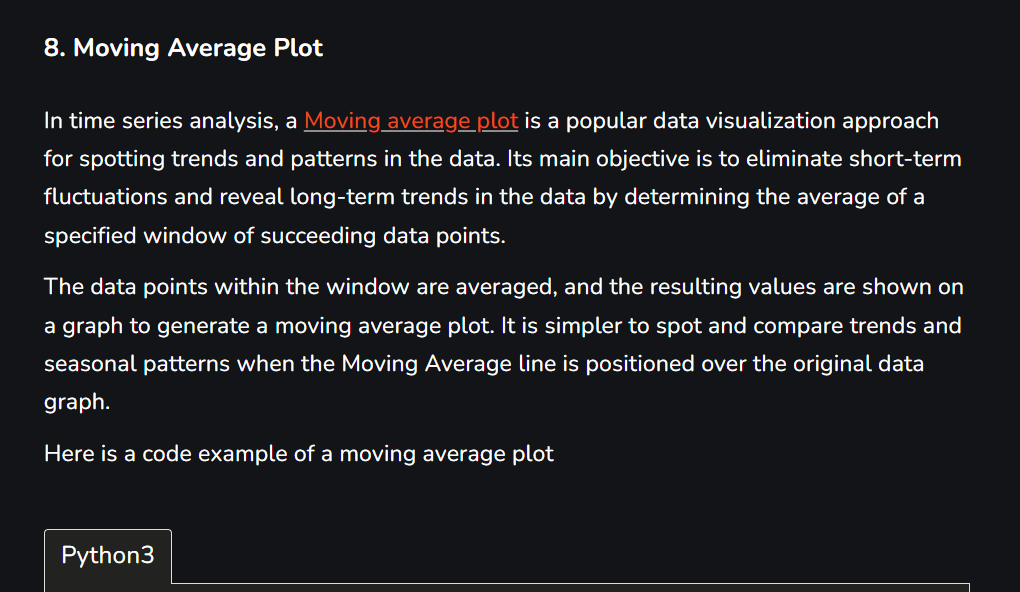 8. Moving Average Plot
In time series analysis, a Moving average plot is a popular data visualization approach
for spotting trends and patterns in the data. Its main objective is to eliminate short-term
fluctuations and reveal long-term trends in the data by determining the average of a
specified window of succeeding data points.
The data points within the window are averaged, and the resulting values are shown on
a graph to generate a moving average plot. It is simpler to spot and compare trends and
seasonal patterns when the Moving Average line is positioned over the original data
graph.
Here is a code example of a moving average plot
Python3